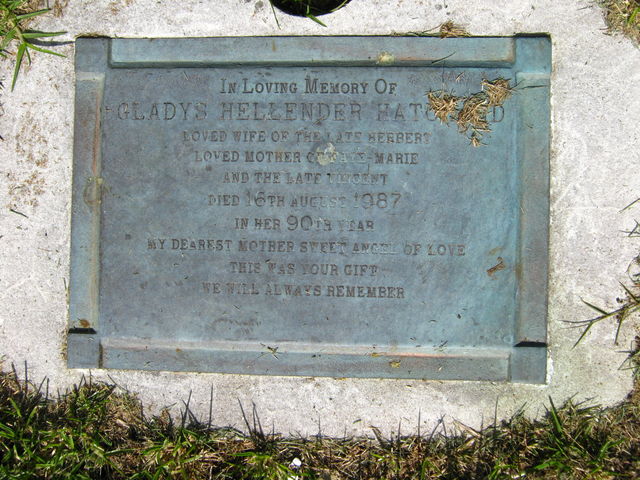 IN LOVING MEMORY OF
GLADYS HELLENDER
LOVED WIFE OF THE LATE HERBERT
LOVED MOTHER OF -MARIE
AND THE LATE VINCENT
DIED 16TH AUGUST 1987
IN HER 90TH YEAR
MY DEAREST MOTHER SWEET ANGEL OF LOVE
THIS WAS YOUR GIFT
WE WILL ALWAYS REMEMBER